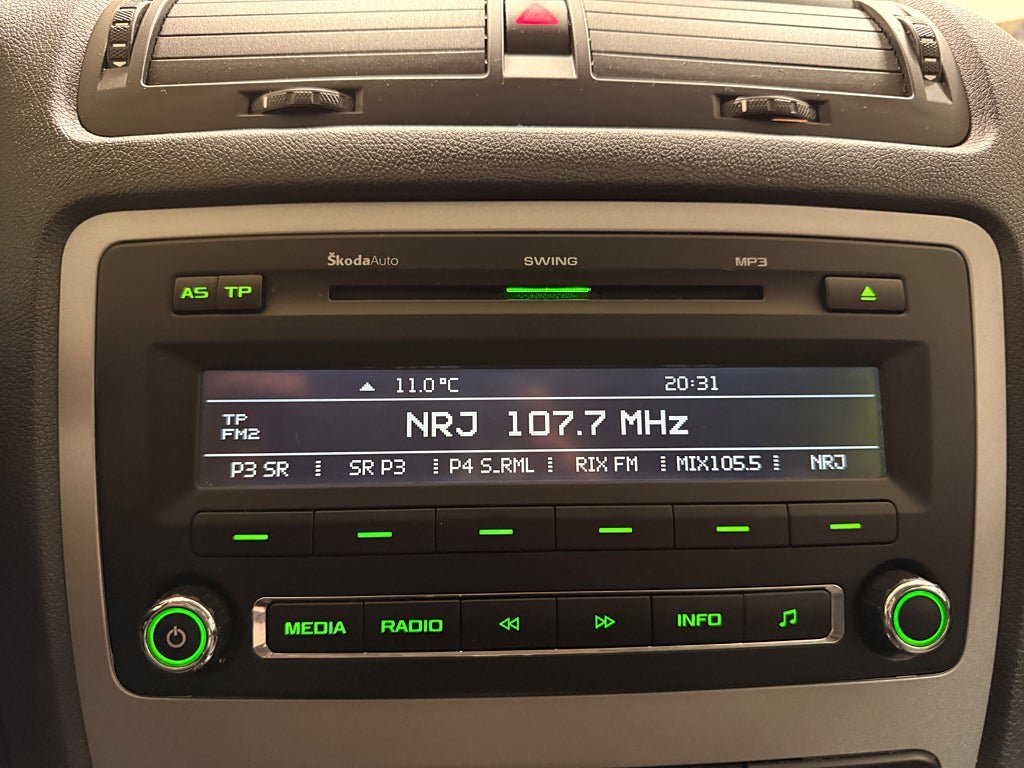 ŠkodaAuto SWING MP3
AS TP
11.0°C 20:31
TP
FM2
NRJ 107.7 MHz
P3 SR SR P3 P4 S_RML RIX FM MIX105.5 NRJ
MEDIA RADIO INFO